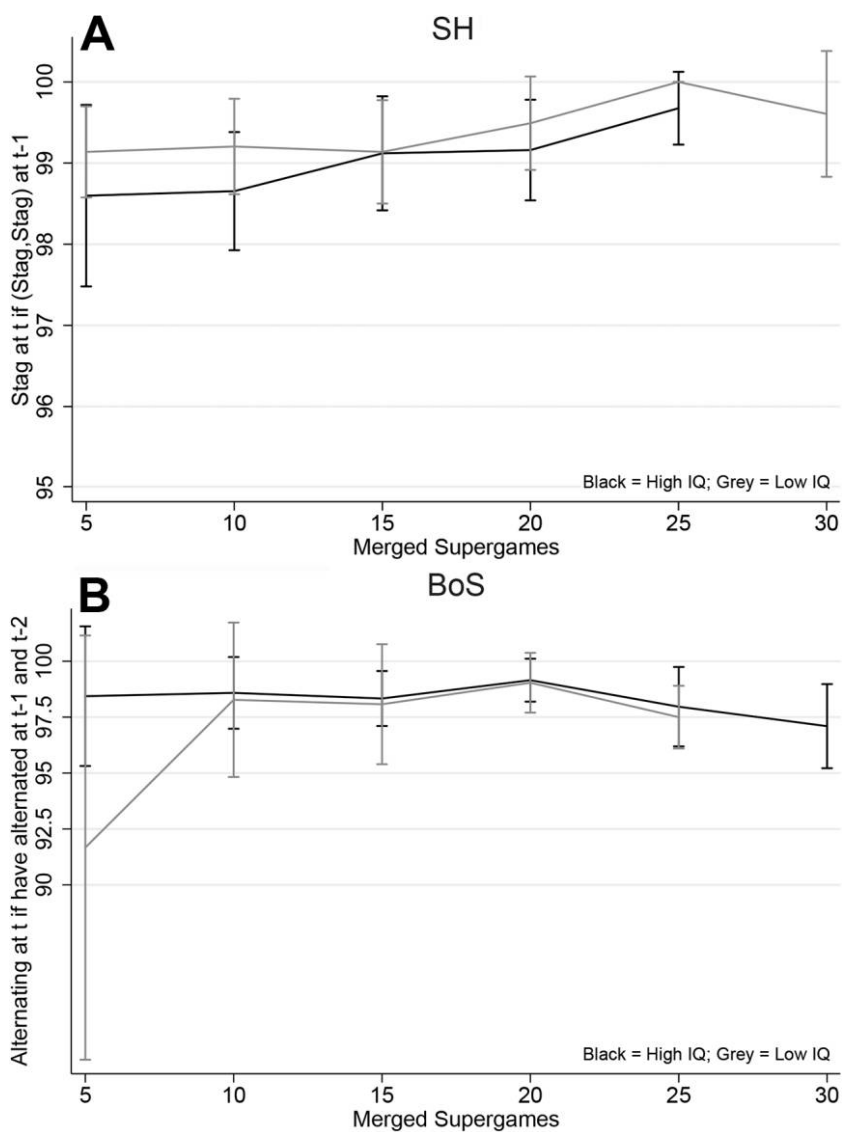 A
SH
Stag at t if (Stag,Stag) at t-1
100
99
98
97
96
95
Black = High IQ; Grey = Low IQ
5 10 15 20 25 30
Merged Supergames
B
BoS
Alternating at t if have alternated at t-1 and t-2
100
97.5
95
92.5
90
Black = High IQ; Grey = Low IQ
5 10 15 20 25 30
Merged Supergames